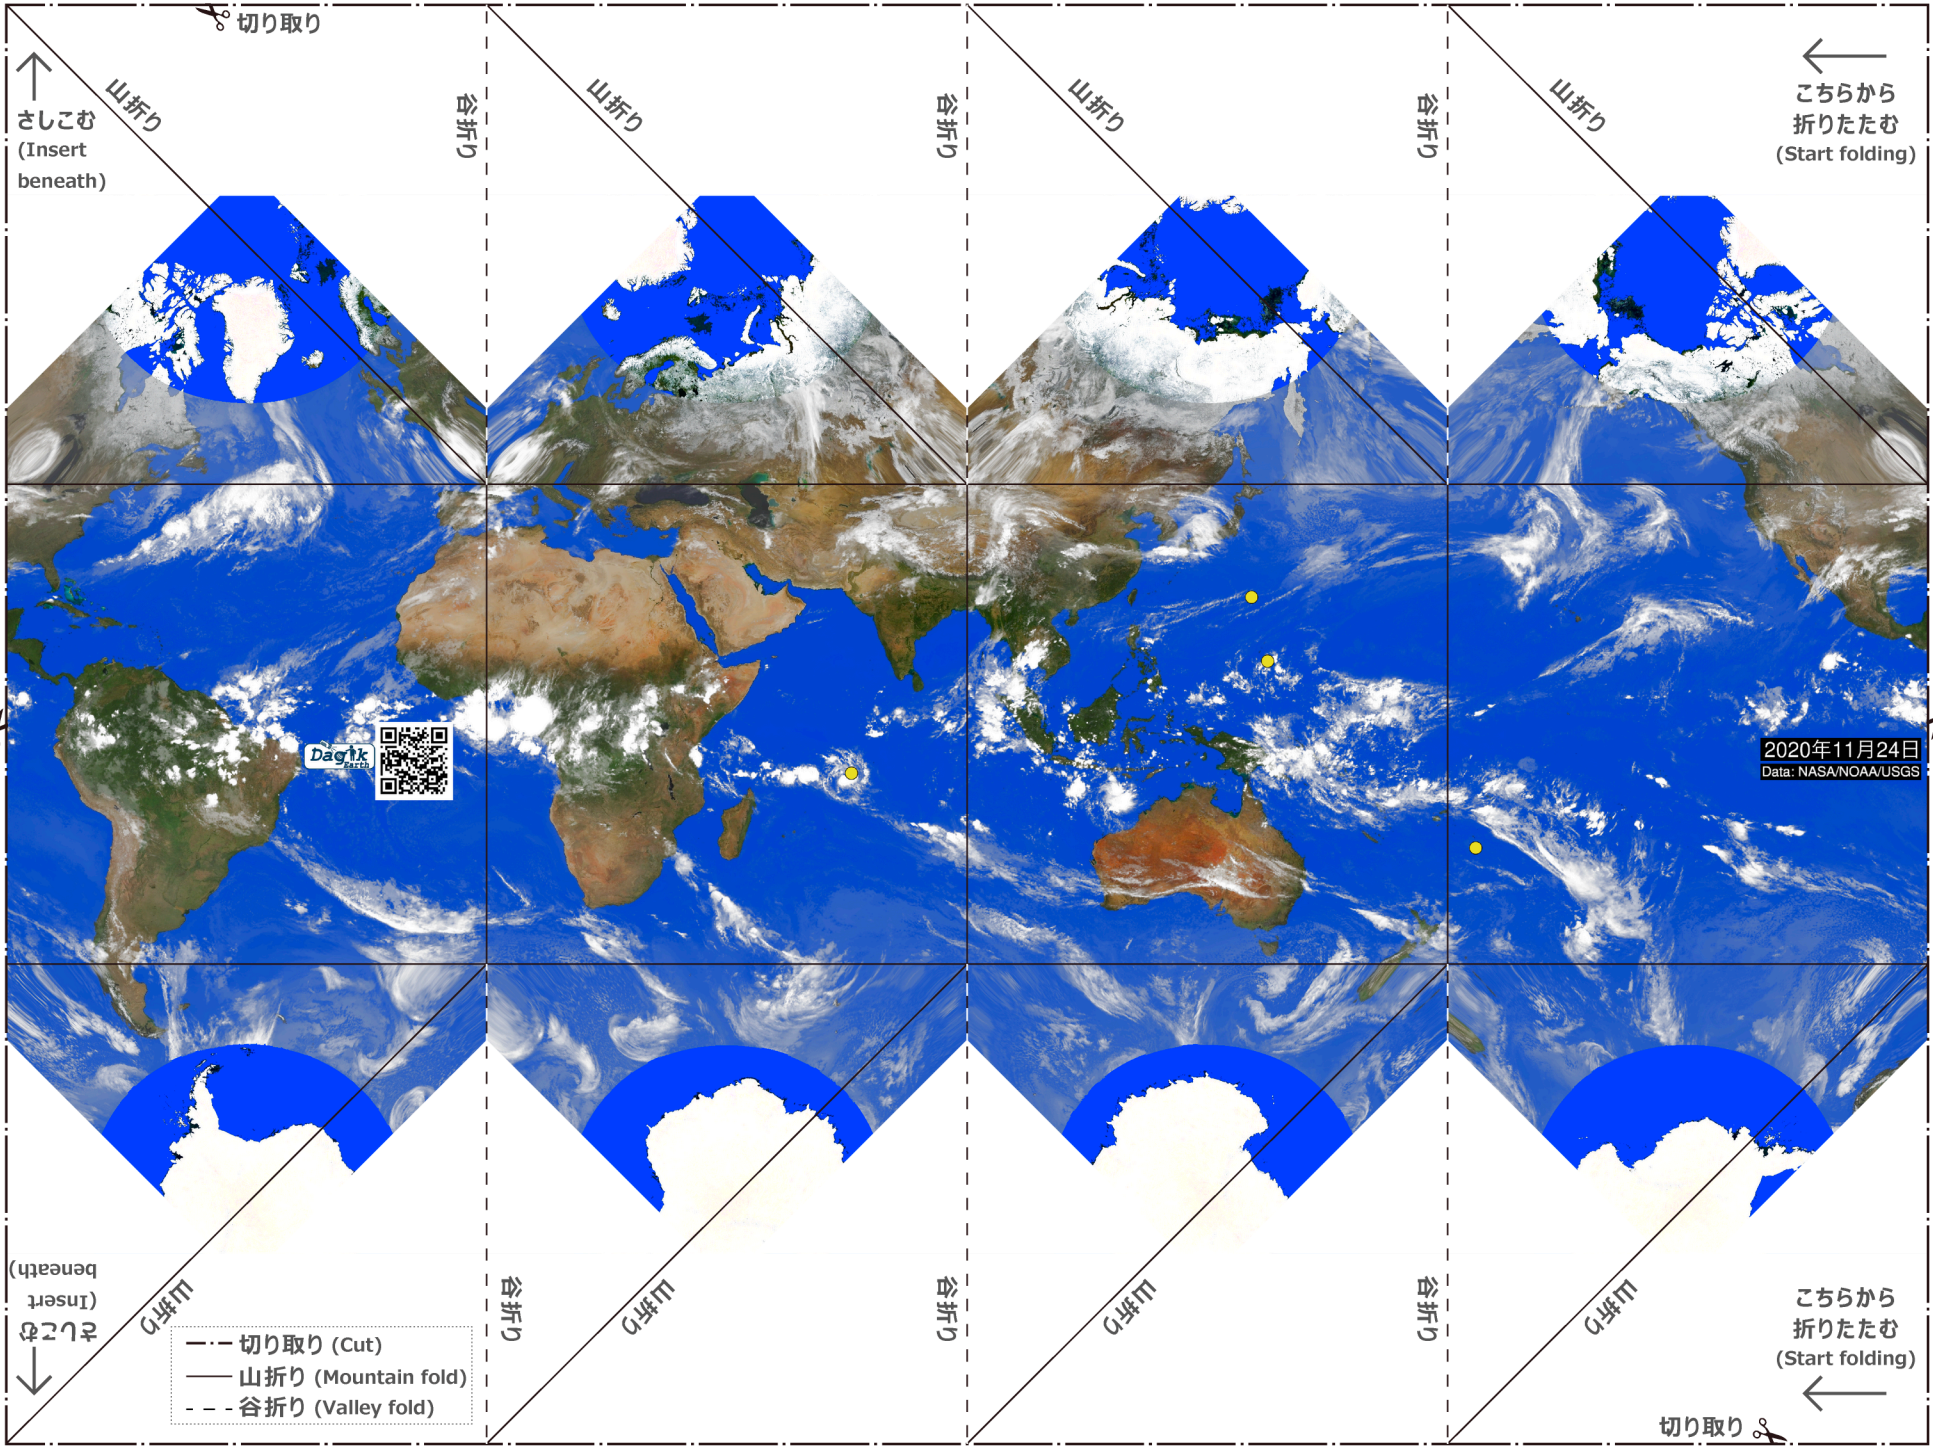 切り取り
さしこむ
(Insert
beneath)
山折り
谷折り
山折り
谷折り
山折り
谷折り
山折り
こちらから
折りたたむ
(Start folding)
Dagik
Earth
2020年11月24日
Data: NASA/NOAA/USGS
さしこむ
(Insert
beneath)
山折り
谷折り
山折り
谷折り
山折り
谷折り
山折り
こちらから
折りたたむ
(Start folding)
切り取り (Cut)
山折り (Mountain fold)
谷折り (Valley fold)
切り取り